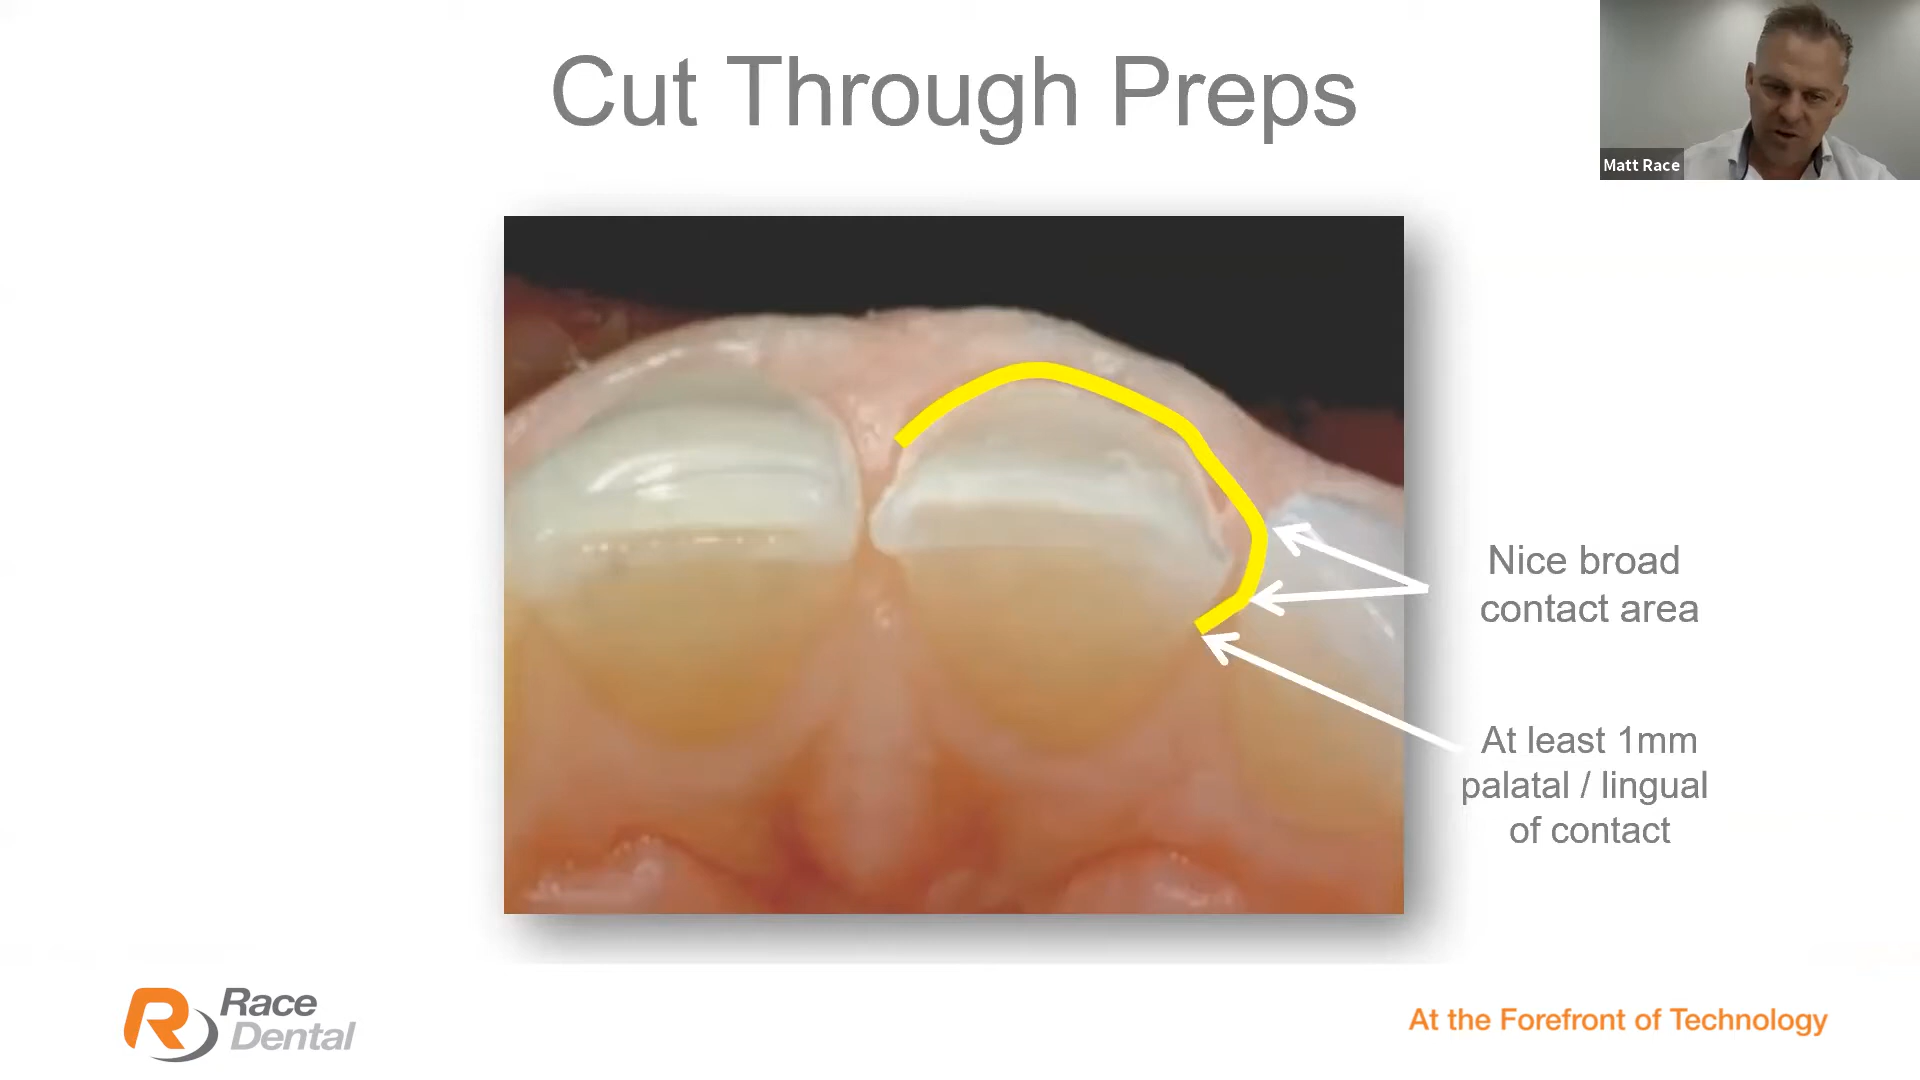 Cut Through Preps
Matt Race
Nice broad
contact area
At least 1mm
palatal / lingual
of contact
Race
Dental
At the Forefront of Technology